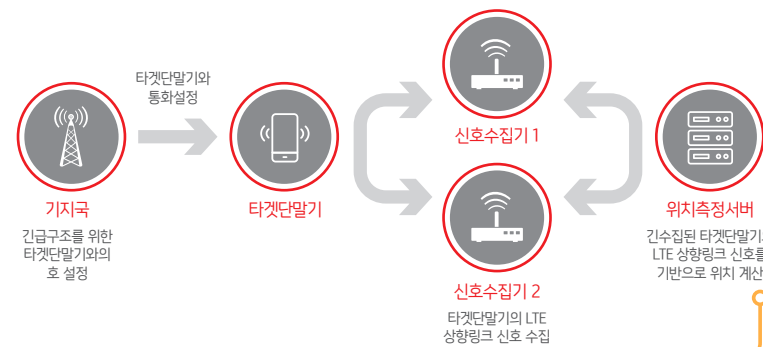 타겟단말기와
통화설정
기지국
긴급구조를 위한
타겟단말기와의
호 설정
타겟단말기
신호수집기 1
신호수집기 2
타겟단말기의 LTE
상향링크 신호 수집
위치측정서버
긴수집된 타겟단말기
LTE 상향링크 신호를
기반으로 위치 계산